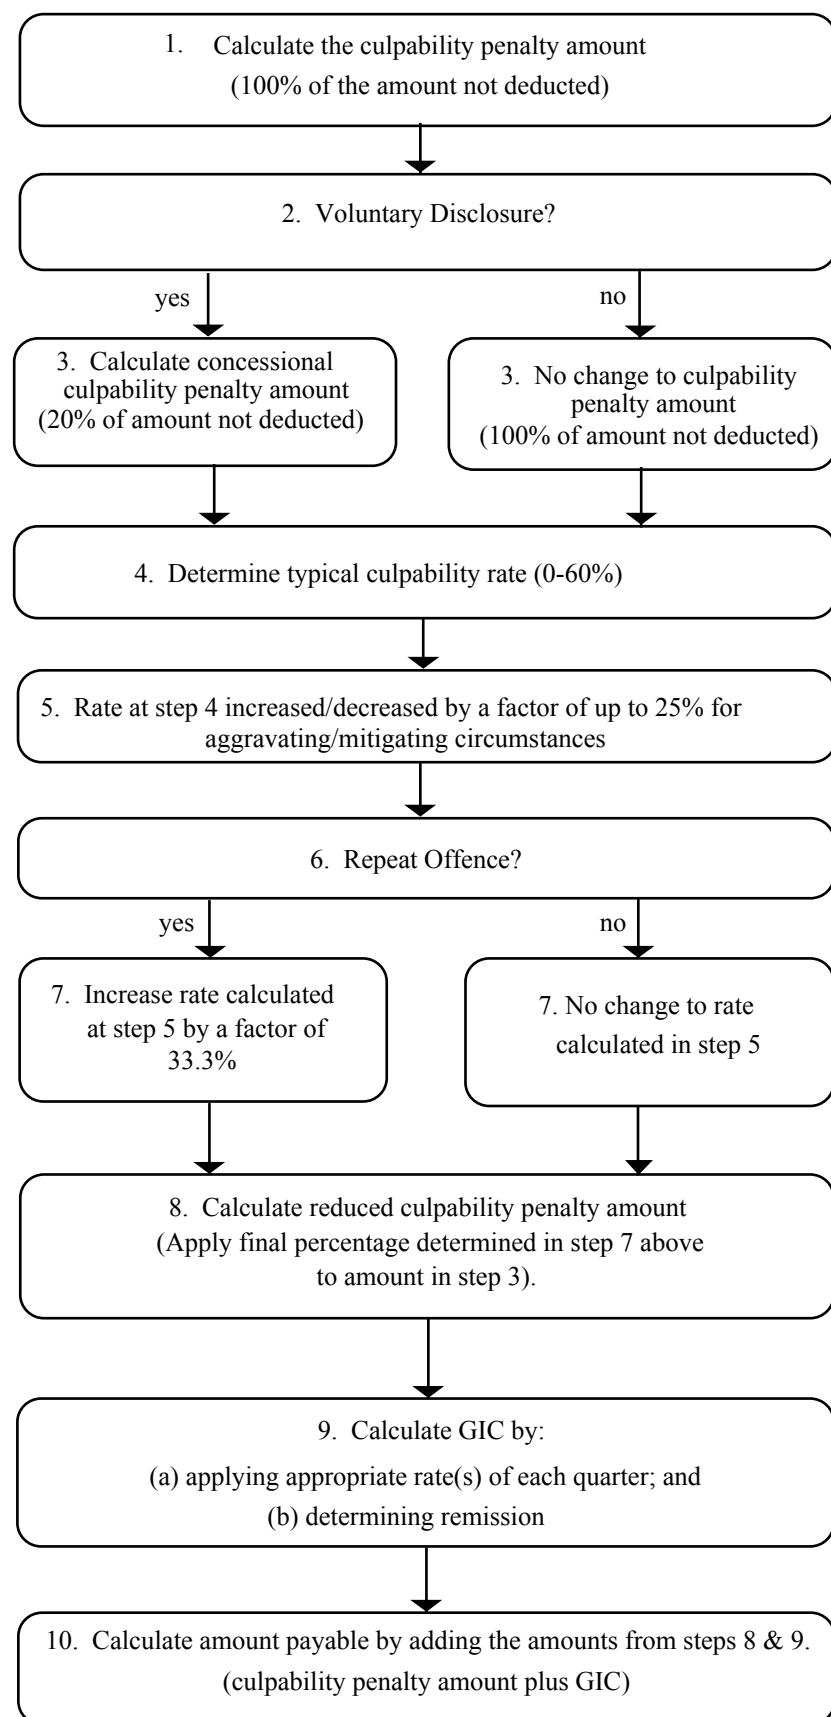 1. Calculate the culpability penalty amount
(100% of the amount not deducted)
2. Voluntary Disclosure?
yes
no
3. Calculate concessional
culpability penalty amount
(20% of amount not deducted)
3. No change to culpability
penalty amount
(100% of amount not deducted)
4. Determine typical culpability rate (0-60%)
5. Rate at step 4 increased/decreased by a factor of up to 25% for
aggravating/mitigating circumstances
6. Repeat Offence?
yes
no
7. Increase rate calculated
at step 5 by a factor of
33.3%
7. No change to rate
calculated in step 5
8. Calculate reduced culpability penalty amount
(Apply final percentage determined in step 7 above
to amount in step 3).
9. Calculate GIC by:
(a) applying appropriate rate(s) of each quarter; and
(b) determining remission
10. Calculate amount payable by adding the amounts from steps 8 & 9.
(culpability penalty amount plus GIC)